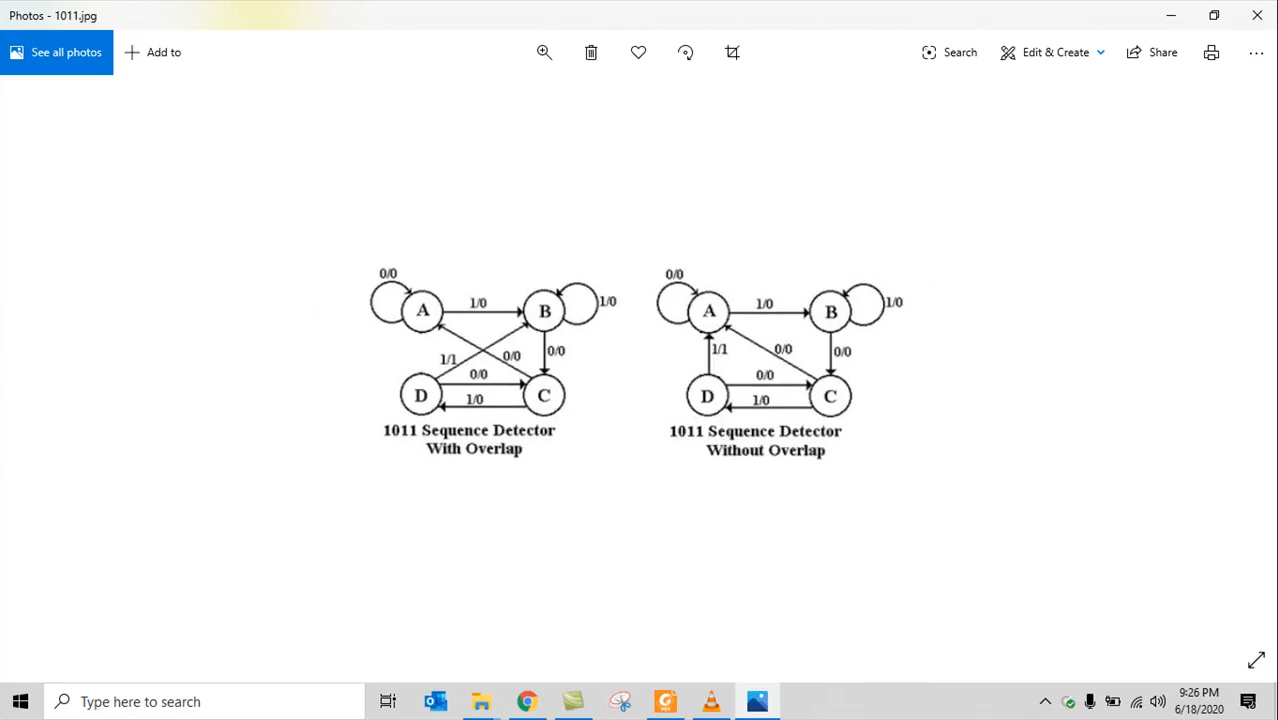 Photos - 1011.jpg
See all photos
Add to
Search
Edit & Create
Share
0/0
A
1/0
B
1/0
1/1
0/0
0/0
0/0
D
1/0
C
1011 Sequence Detector
With Overlap
0/0
A
1/0
B
1/0
1/1
0/0
0/0
0/0
D
1/0
C
1011 Sequence Detector
Without Overlap
Type here to search
9:26 PM
6/18/2020